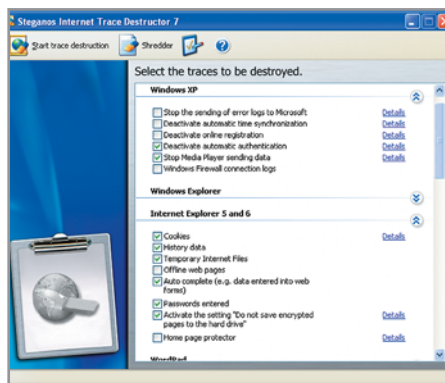 Steganos Internet Trace Destructor 7
Start trace destruction Shredder
Select the traces to be destroyed.
Windows XP
Stop the sending of error logs to Microsoft Details
Deactivate automatic time synchronization Details
Deactivate online registration Details
Deactivate automatic authentication Details
Stop Media Player sending data Details
Windows Firewall connection logs
Windows Explorer
Internet Explorer 5 and 6
Cookies Details
History data
Temporary Internet Files
Offline web pages
Auto complete (e.g. data entered into web
forms)
Passwords entered
Activate the setting "Do not save encrypted Details
pages to the hard drive"
Home page protector Details
WordPad